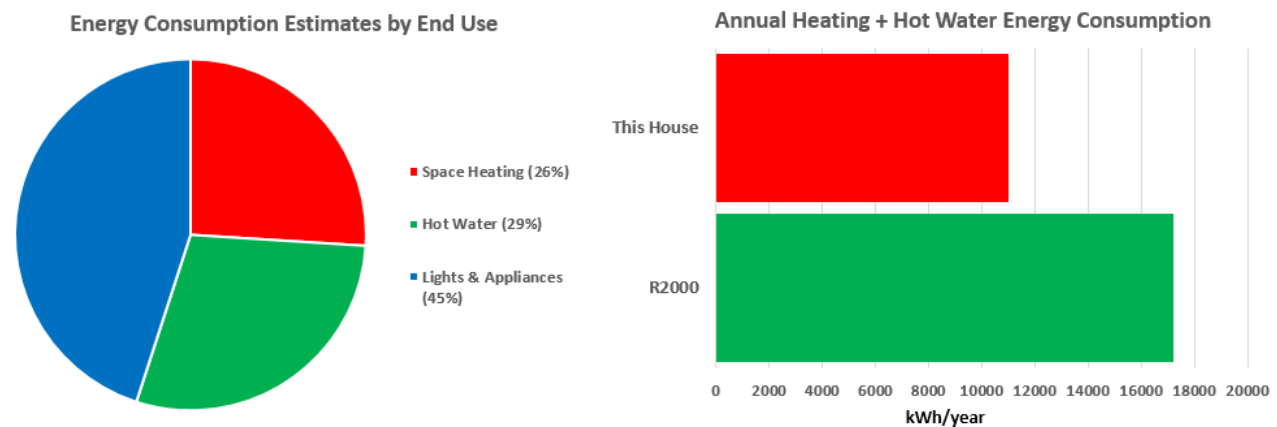 Energy Consumption Estimates by End Use
Space Heating (26%)
Hot Water (29%)
Lights & Appliances
(45%)
Annual Heating + Hot Water Energy Consumption
This House
R2000
0 2000 4000 6000 8000 10000 12000 14000 16000 18000 20000
kWh/year